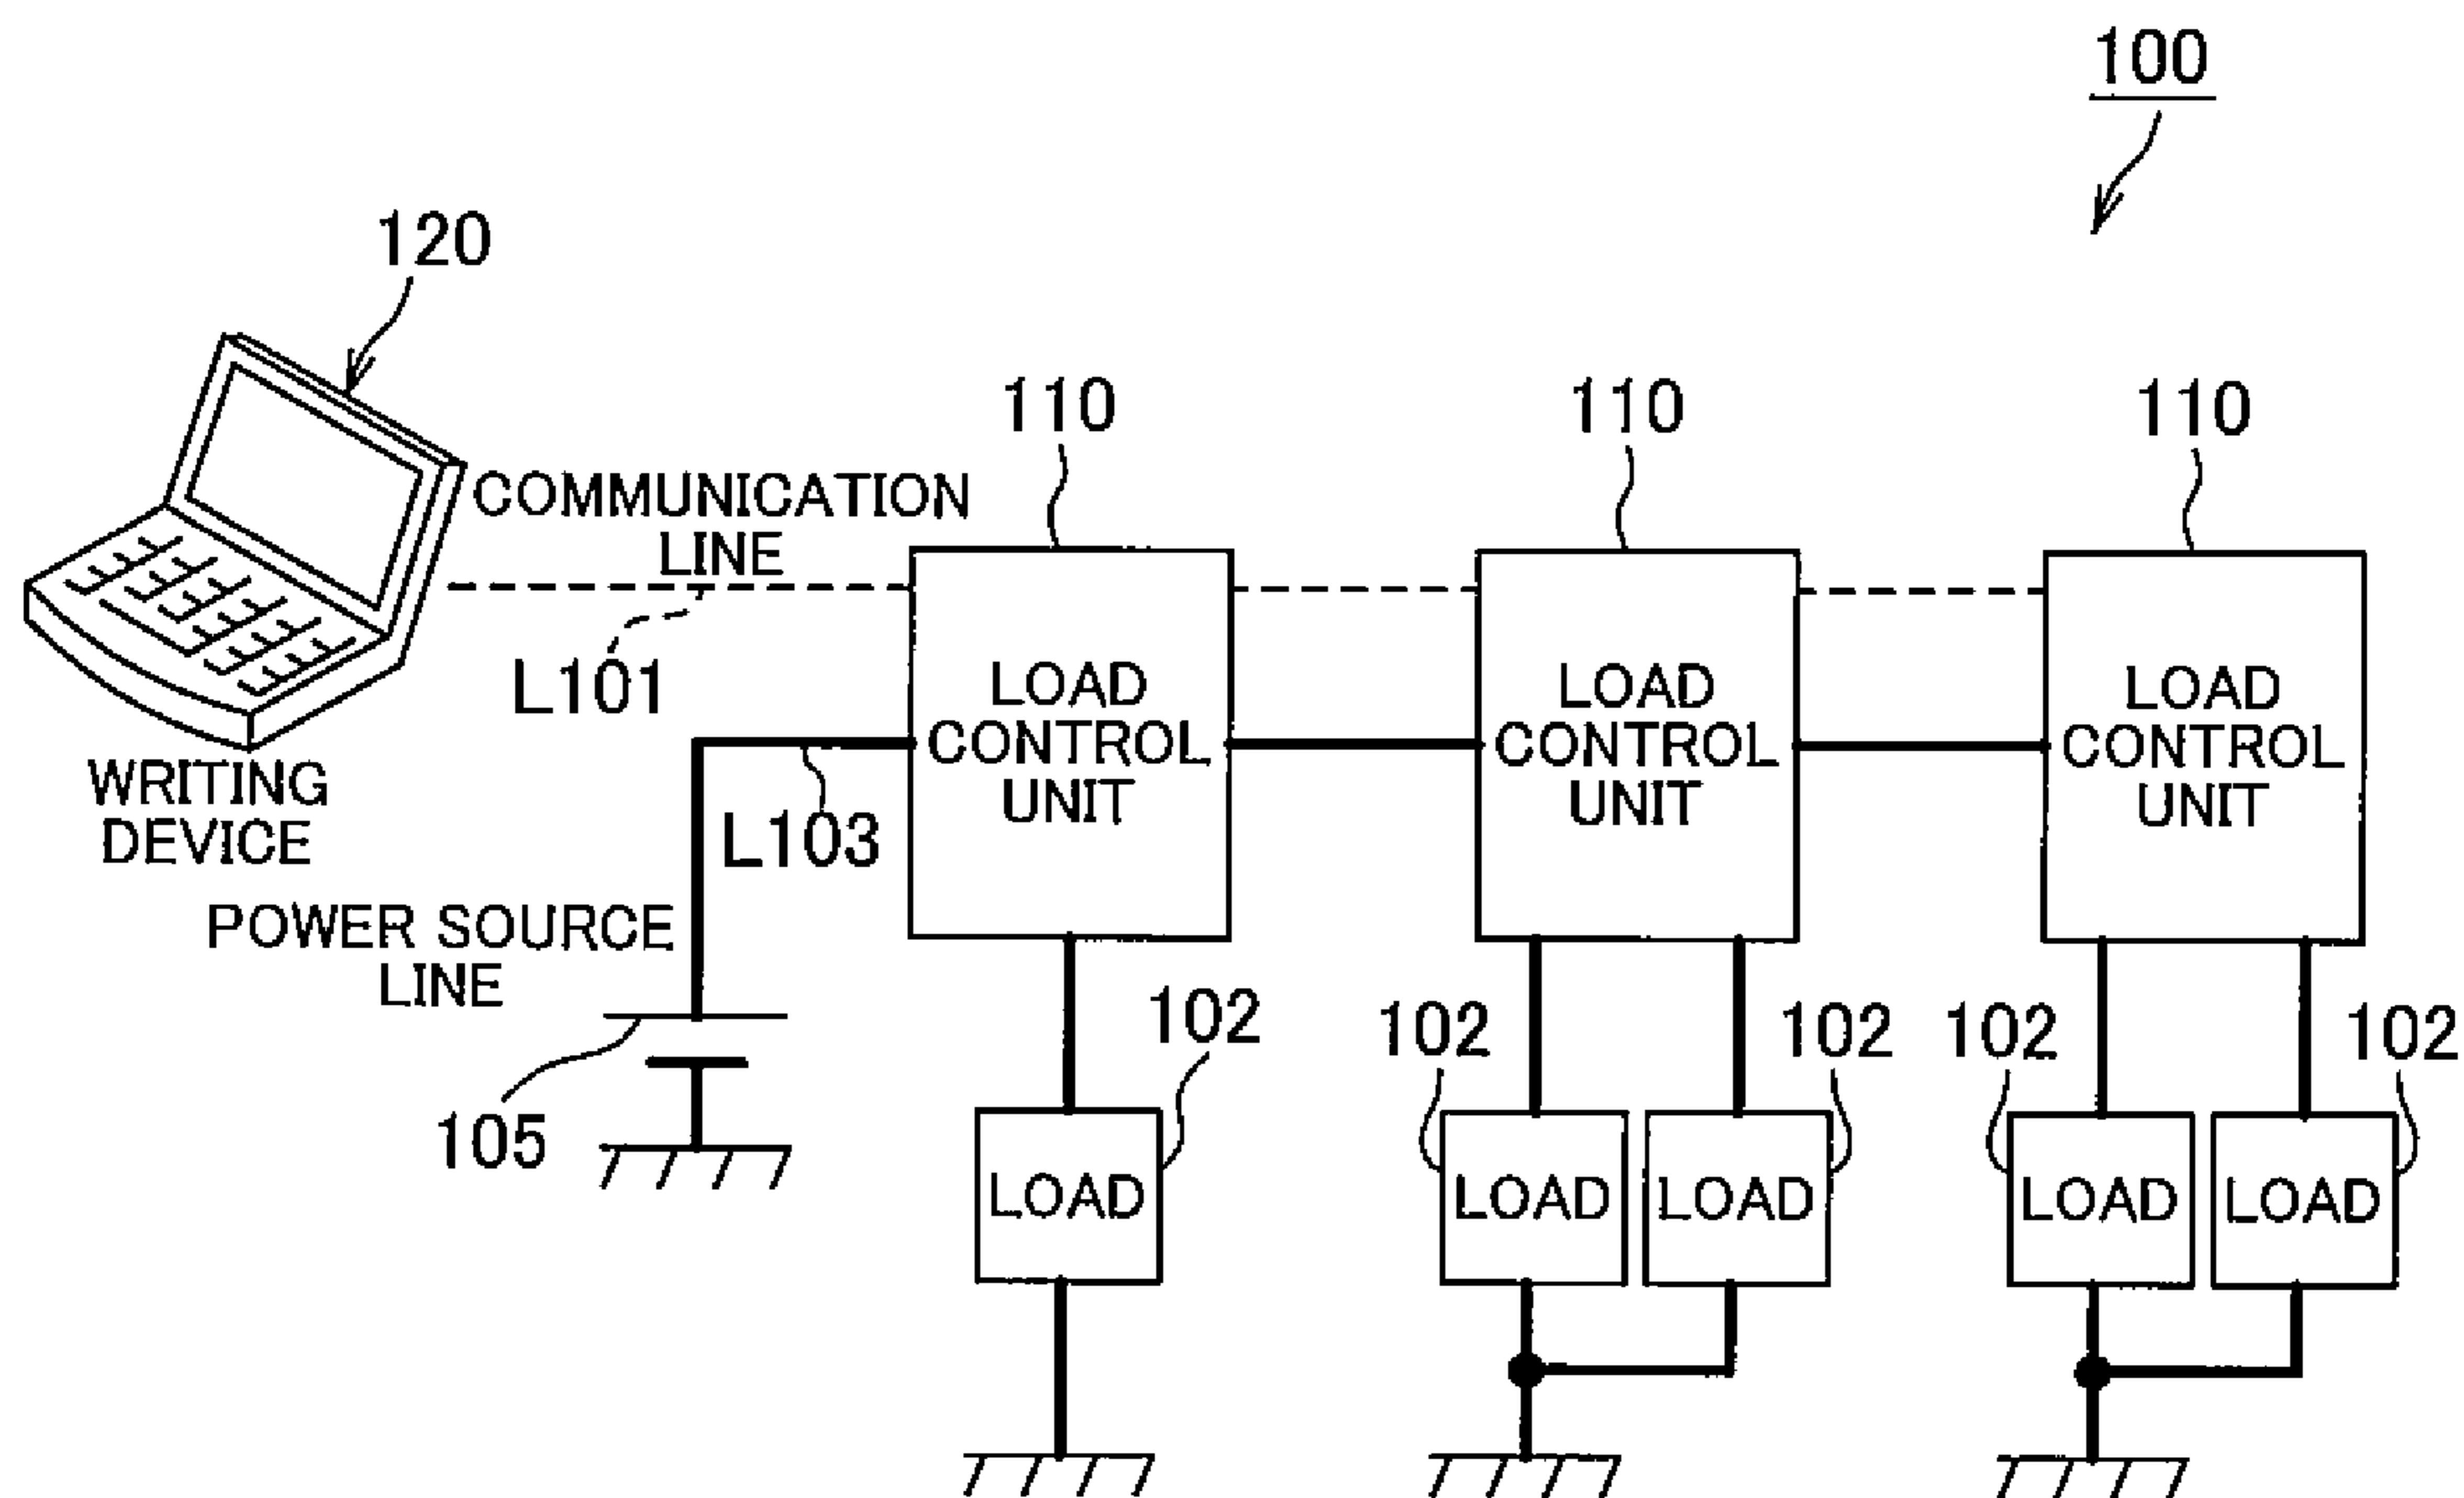 100
120
110
110
110
COMMUNICATION
LINE
L101
LOAD
CONTROL
UNIT
LOAD
CONTROL
UNIT
LOAD
CONTROL
UNIT
WRITING
DEVICE
L103
POWER SOURCE
LINE
105
102
102
102
102
102
LOAD
LOAD
LOAD
LOAD
LOAD